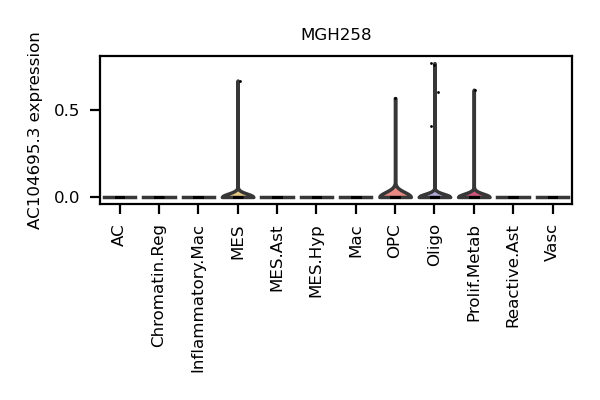 MGH258
AC104695.3 expression
0.5
0.0
AC
Chromatin.Reg
Inflammatory.Mac
MES
MES.Ast
MES.Hyp
Mac
OPC
Oligo
Prolif.Metab
Reactive.Ast
Vasc